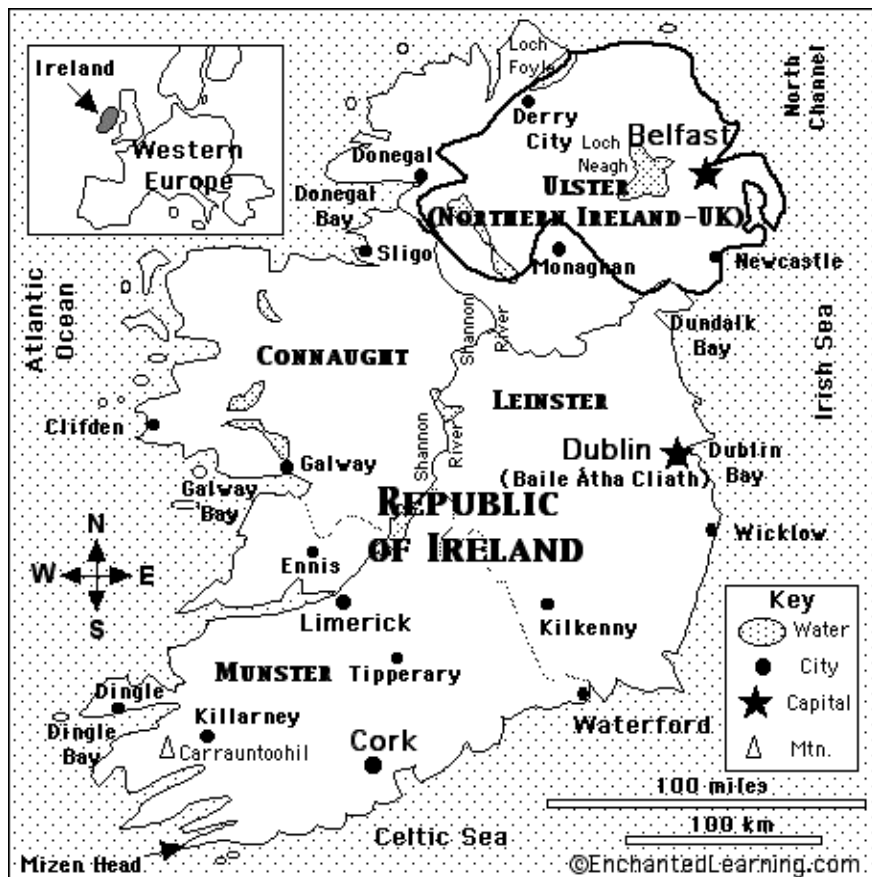 Ireland
Western
Europe
Loch
Foyle
North
Channel
Derry
City
Belfast
Loch
Neagh
Donegal
Donegal
Bay
Ulster
(Northern Ireland-UK)
Sligo
Monaghan
Newcastle
Atlantic
Ocean
Shannon
River
Dundalk
Bay
Irish Sea
Connaught
Leinster
Clifden
Shannon
River
Galway
Galway
Bay
Dublin
(Baile Átha Cliath)
Dublin
Bay
Republic
of Ireland
Wicklow
N
W E
S
Ennis
Limerick
Kilkenny
Key
Water
City
Capital
Mtn.
Munster
Tipperary
Dingle
Dingle
Bay
Killarney
Carrauntoohil
Cork
Waterford
100 miles
100 km
Celtic Sea
Mizen Head
©EnchantedLearning.com